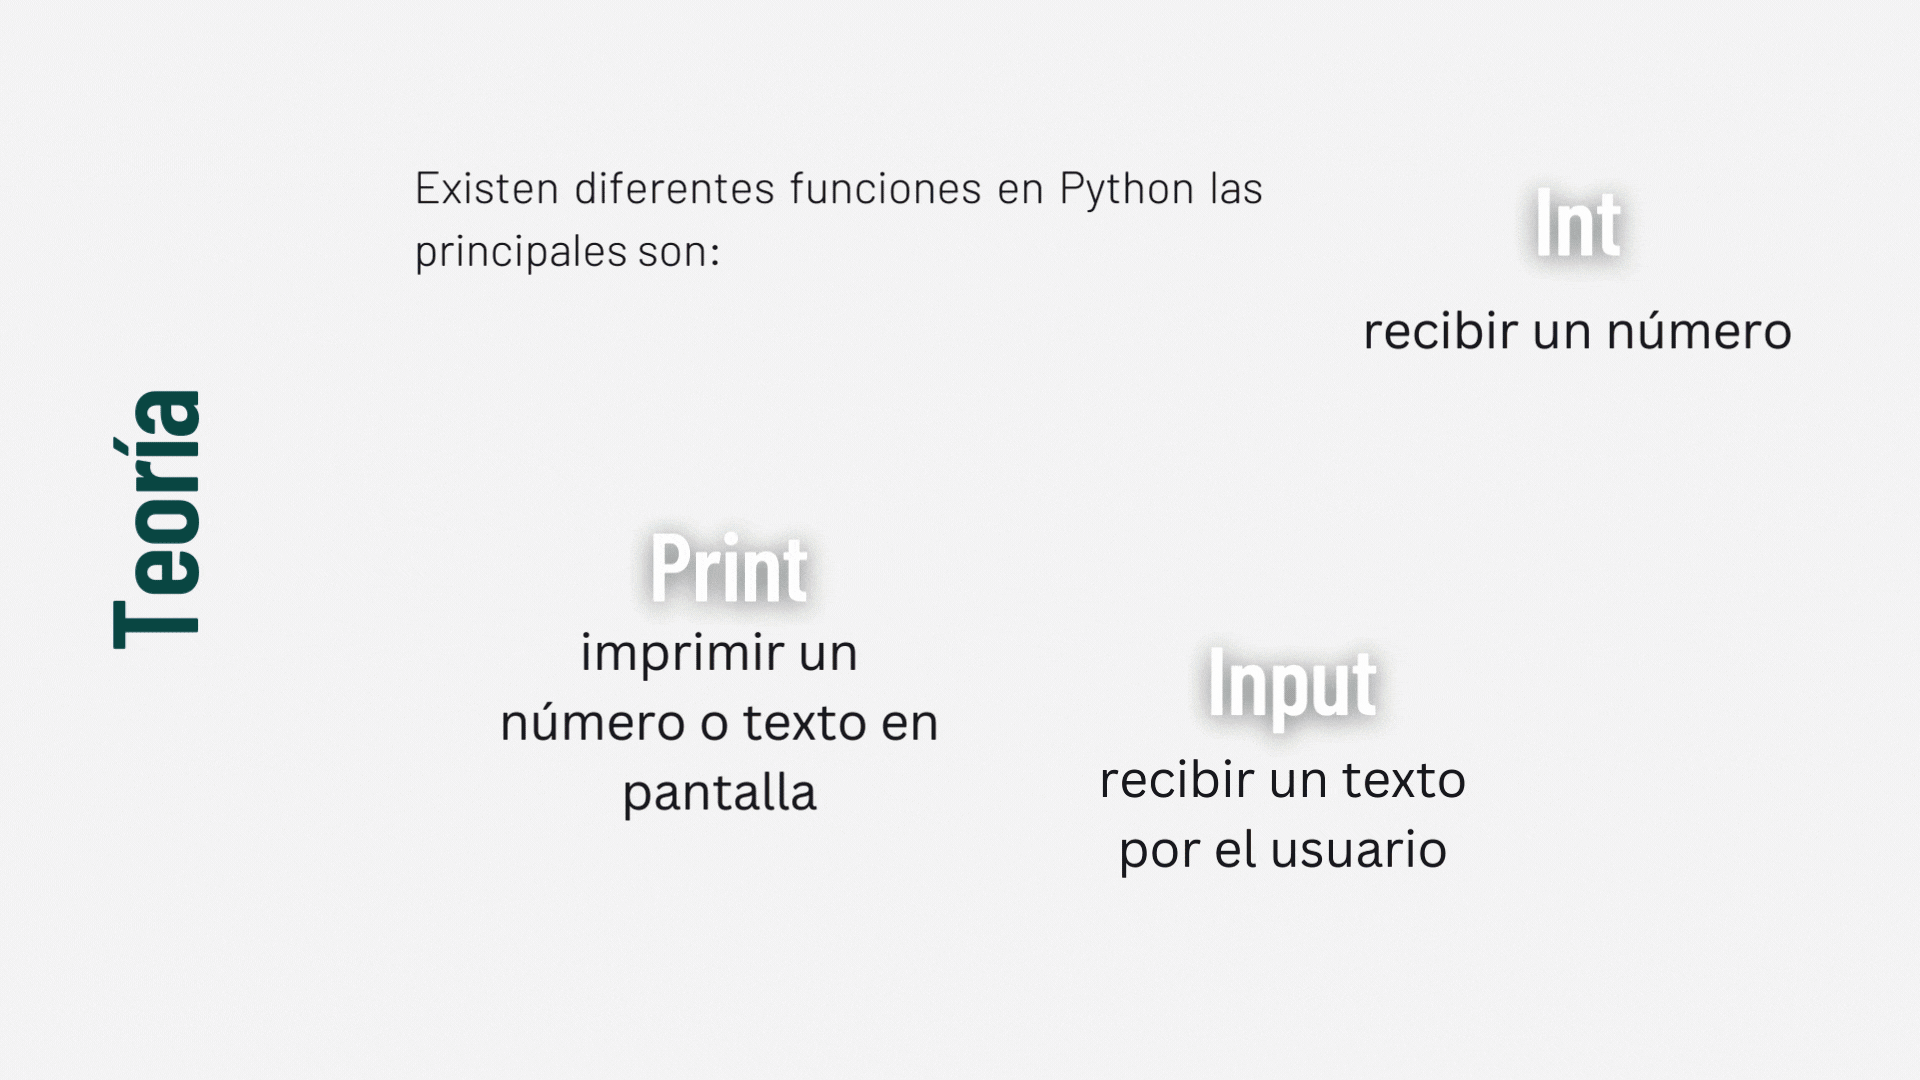 Teoría
Existen diferentes funciones en Python las
principales son:
Int
recibir un número
Print
imprimir un
número o texto en
pantalla
Input
recibir un texto
por el usuario